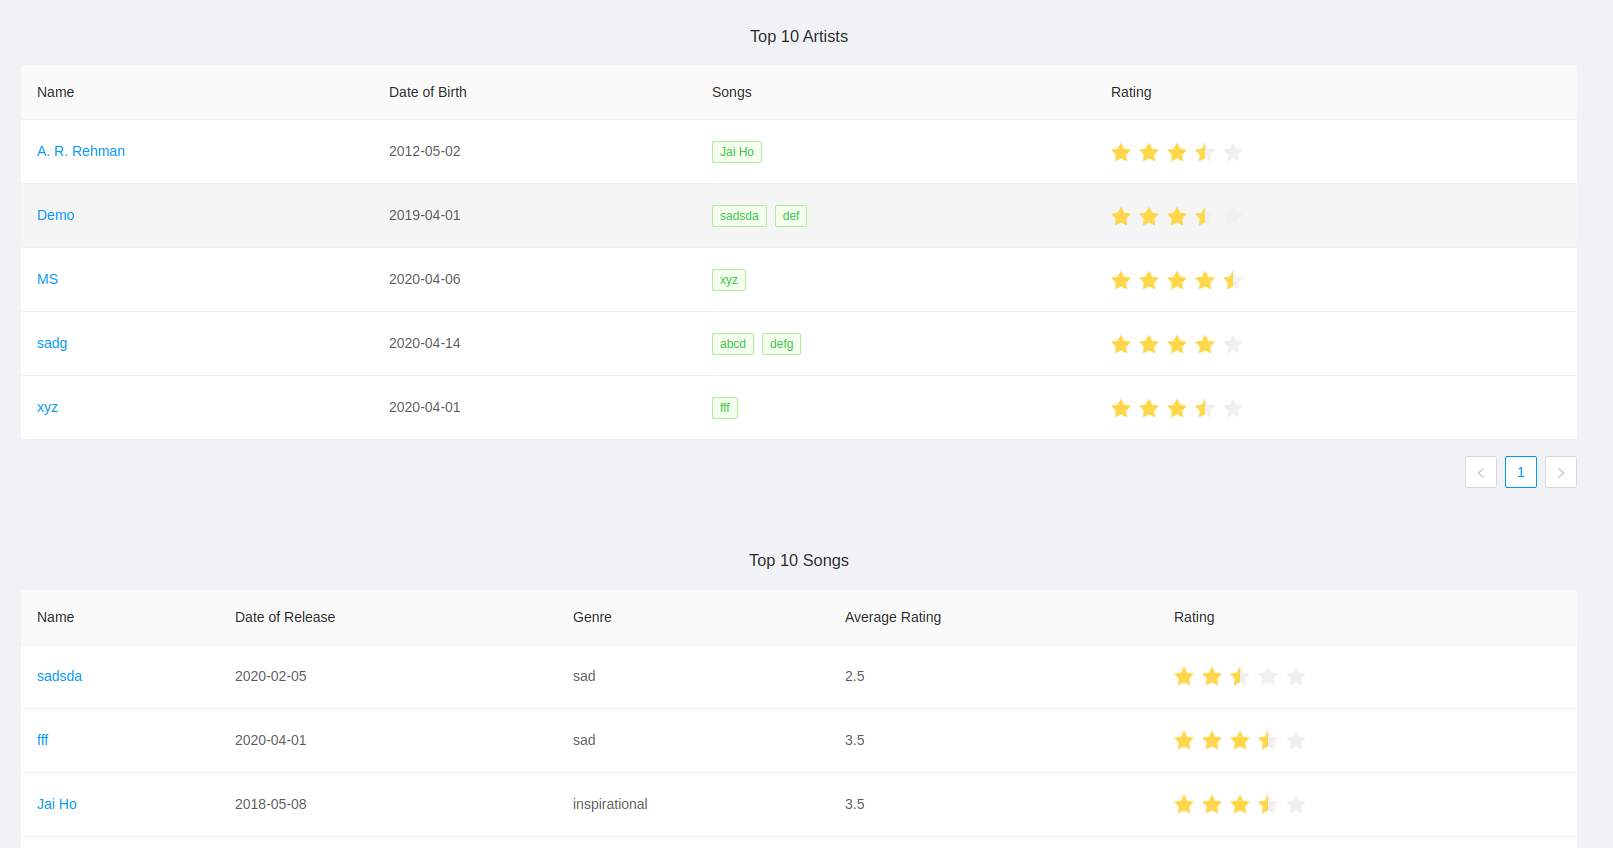 Top 10 Artists
Name Date of Birth Songs Rating
A. R. Rehman 2012-05-02 Jai Ho
Demo 2019-04-01 sadsda def
MS 2020-04-06 xyz
sadg 2020-04-14 abcd defg
xyz 2020-04-01 fff
1
Top 10 Songs
Name Date of Release Genre Average Rating Rating
sadsda 2020-02-05 sad 2.5
fff 2020-04-01 sad 3.5
Jai Ho 2018-05-08 inspirational 3.5